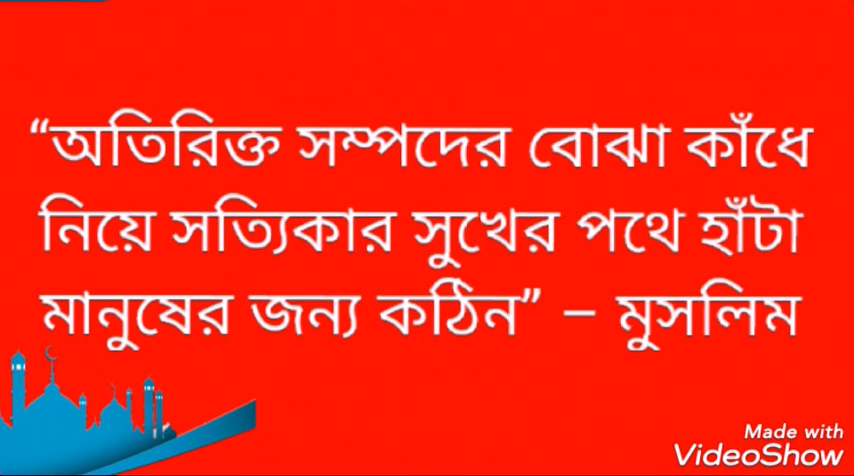 “অতিরিক্ত সম্পদের বোঝা কাঁধে
নিয়ে সত্যিকার সুখের পথে হাঁটা
মানুষের জন্য কঠিন” – মুসলিম
Made with
VideoShow